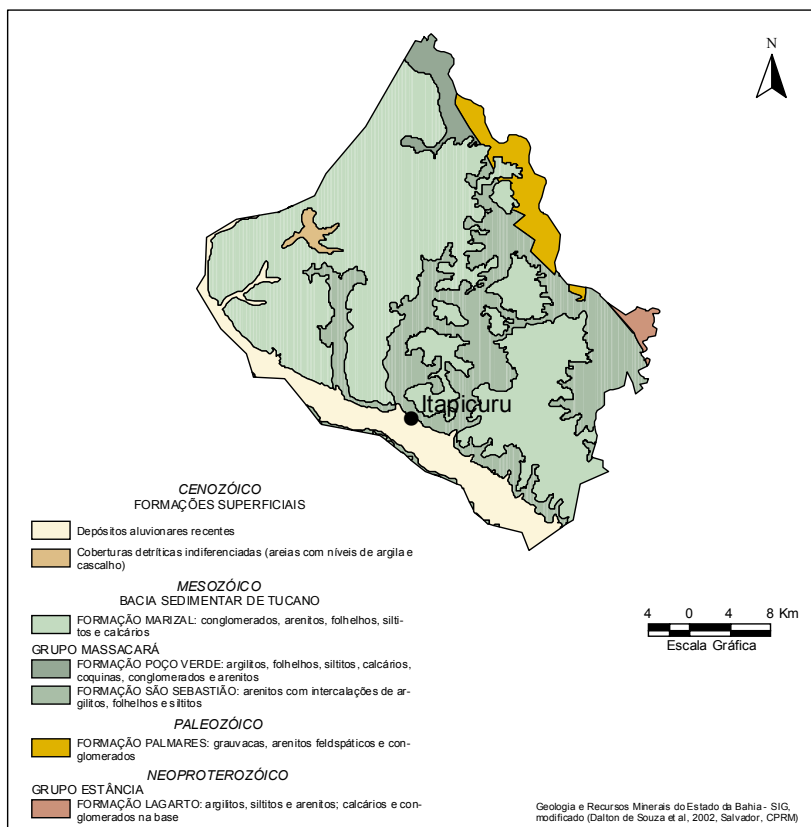 N
Itapicuru
CENOZÓICO
FORMAÇÕES SUPERFICIAIS
Depósitos aluvionares recentes
Coberturas detríticas indiferenciadas (areias com níveis de argila e
cascalho)
MESOZÓICO
BACIA SEDIMENTAR DE TUCANO
FORMAÇÃO MARIZAL: conglomerados, arenitos, folhelhos, silti-
tos e calcários
GRUPO MASSACARÁ
FORMAÇÃO POÇO VERDE: argilitos, folhelhos, siltitos, calcários,
coquinas, conglomerados e arenitos
FORMAÇÃO SÃO SEBASTIÃO: arenitos com intercalações de ar-
gilitos, folhelhos e siltitos
PALEOZÓICO
FORMAÇÃO PALMARES: grauvacas, arenitos feldspáticos e con-
glomerados
NEOPROTEROZÓICO
GRUPO ESTÂNCIA
FORMAÇÃO LAGARTO: argilitos, siltitos e arenitos; calcários e con-
glomerados na base
4 0 4 8 Km
Escala Gráfica
Geologia e Recursos Minerais do Estado da Bahia - SIG,
modificado (Dalton de Souza et al, 2002, Salvador, CPRM)